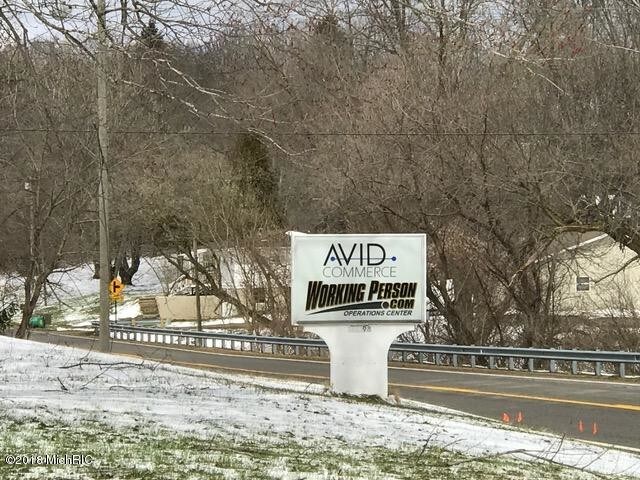 AVID
COMMERCE
WORKING PERSON
.COM
OPERATIONS CENTER
©2018 MichRIC